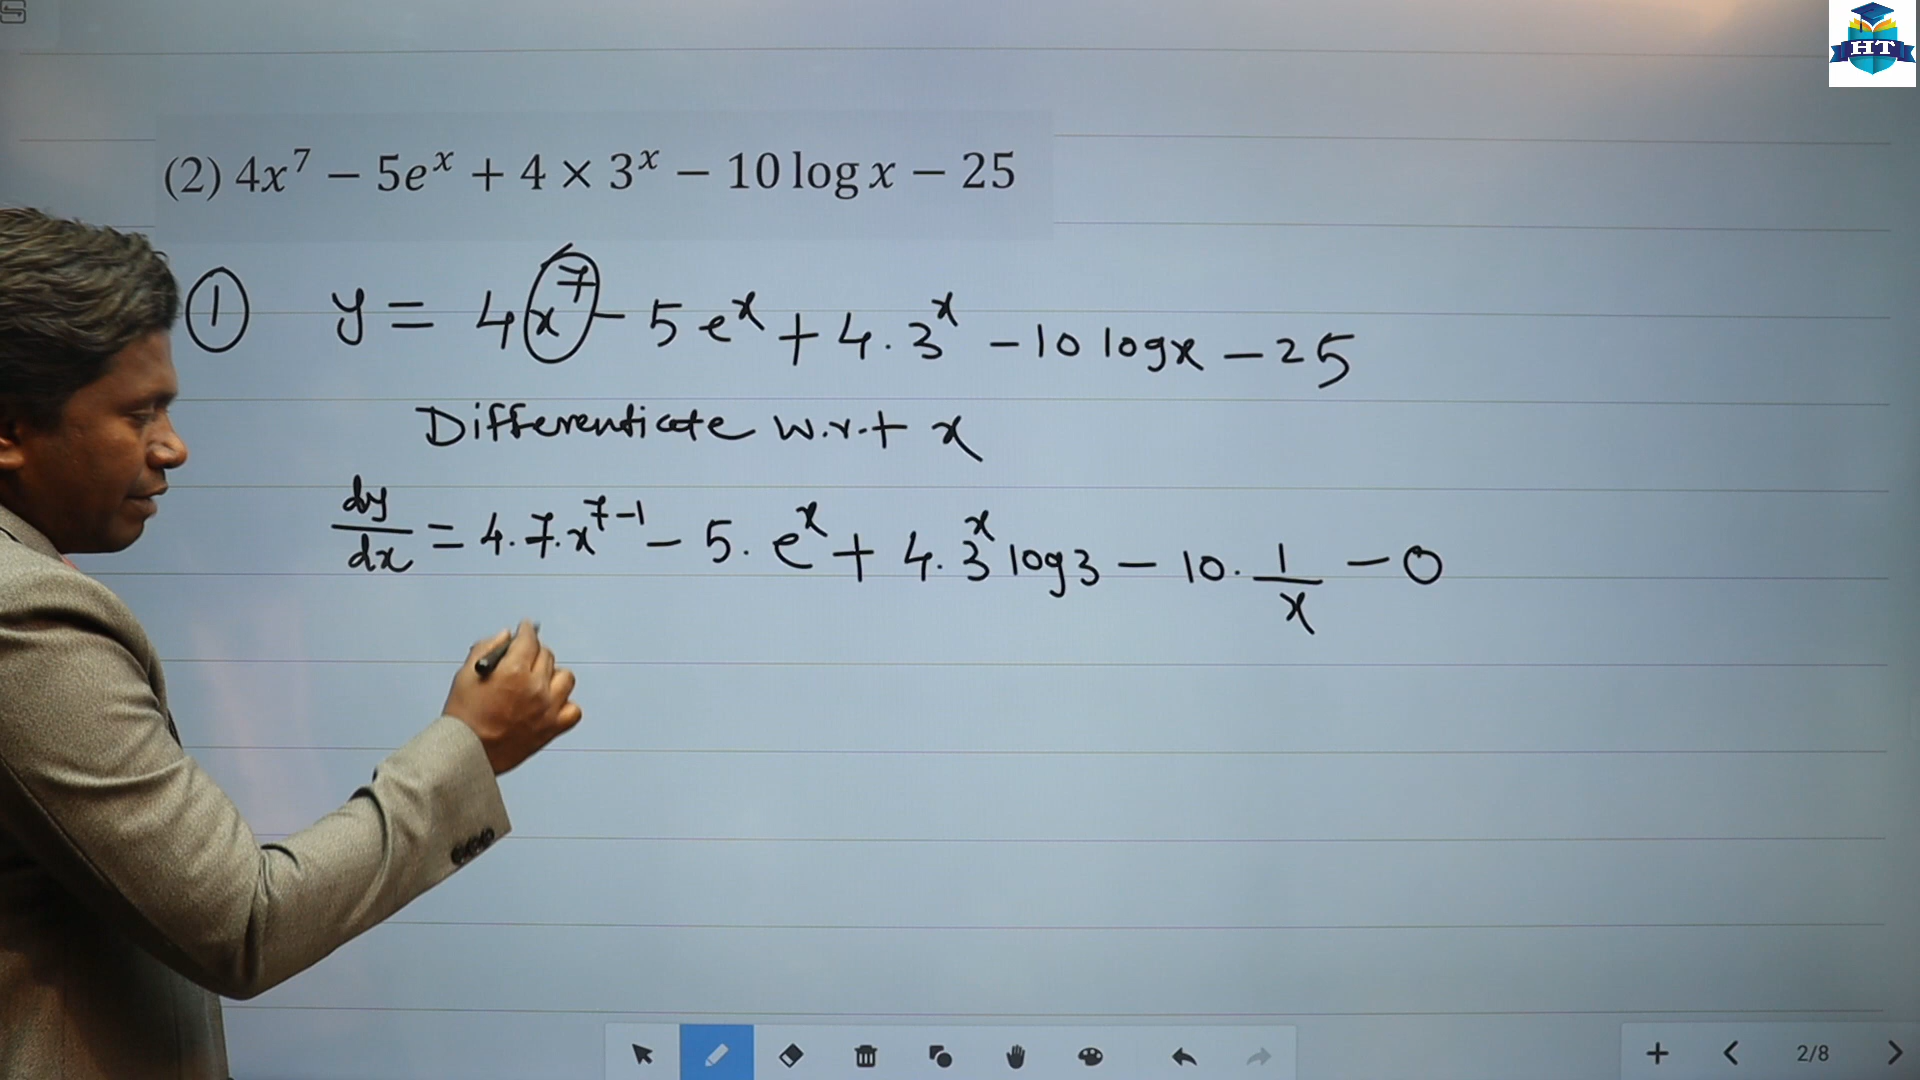 HT
(2) 4x⁷ − 5eˣ + 4 × 3ˣ − 10 log x − 25
① y = 4x⁷ − 5eˣ + 4 . 3ˣ − 10 logx − 25
Differenticate w.r.t x
dy/dx = 4.7.x⁷⁻¹ − 5. eˣ + 4. 3ˣ log3 − 10. 1/x − 0
2/8